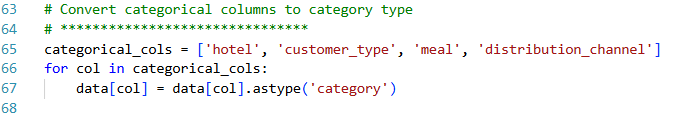 63 # Convert categorical columns to category type
64 # *******************************
65 categorical_cols = ['hotel', 'customer_type', 'meal', 'distribution_channel']
66 for col in categorical_cols:
67     data[col] = data[col].astype('category')
68